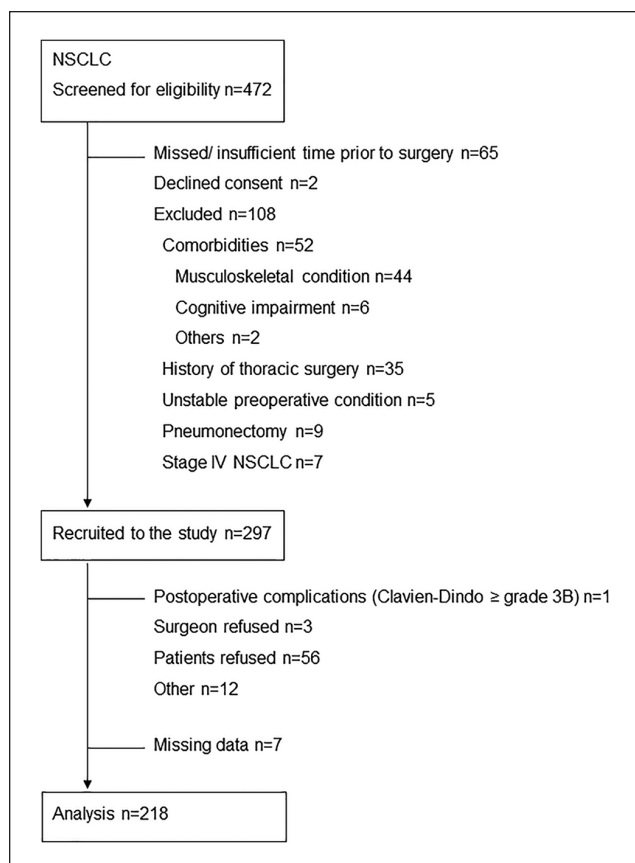 NSCLC
Screened for eligibility n=472
Missed/ insufficient time prior to surgery n=65
Declined consent n=2
Excluded n=108
Comorbidities n=52
Musculoskeletal condition n=44
Cognitive impairment n=6
Others n=2
History of thoracic surgery n=35
Unstable preoperative condition n=5
Pneumonectomy n=9
Stage IV NSCLC n=7
Recruited to the study n=297
Postoperative complications (Clavien-Dindo ≥ grade 3B) n=1
Surgeon refused n=3
Patients refused n=56
Other n=12
Missing data n=7
Analysis n=218